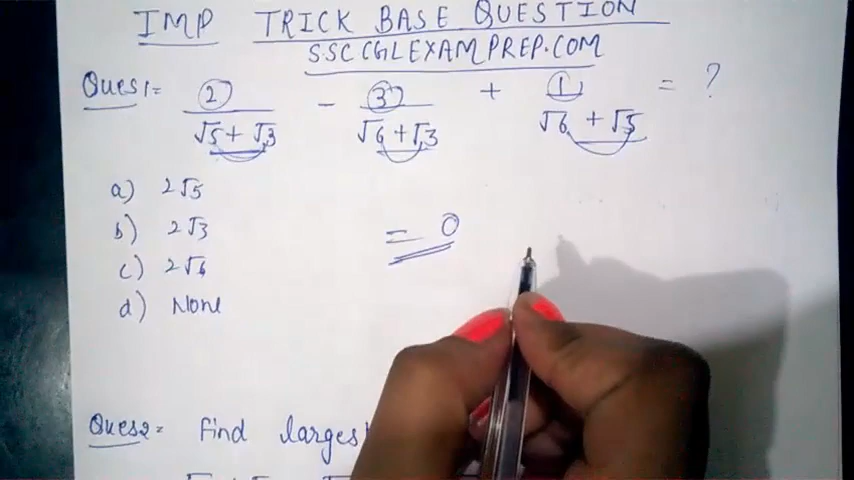 IMP TRICK BASE QUESTION
SSCCGLEXAMPREP.COM
Ques1= 2/(√5+√3) - 3/(√6+√3) + 1/(√6+√5) = ?
a) 2√5
b) 2√3
= 0
c) 2√6
d) None
Ques2= Find larges